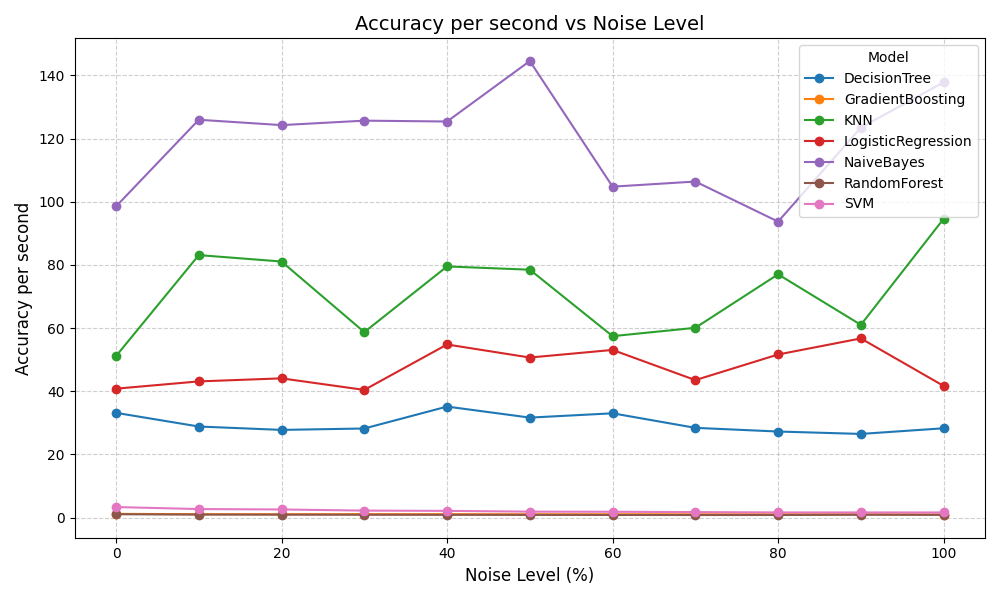 Accuracy per second vs Noise Level
Accuracy per second
140
120
100
80
60
40
20
0
Model
DecisionTree
GradientBoosting
KNN
LogisticRegression
NaiveBayes
RandomForest
SVM
0 20 40 60 80 100
Noise Level (%)